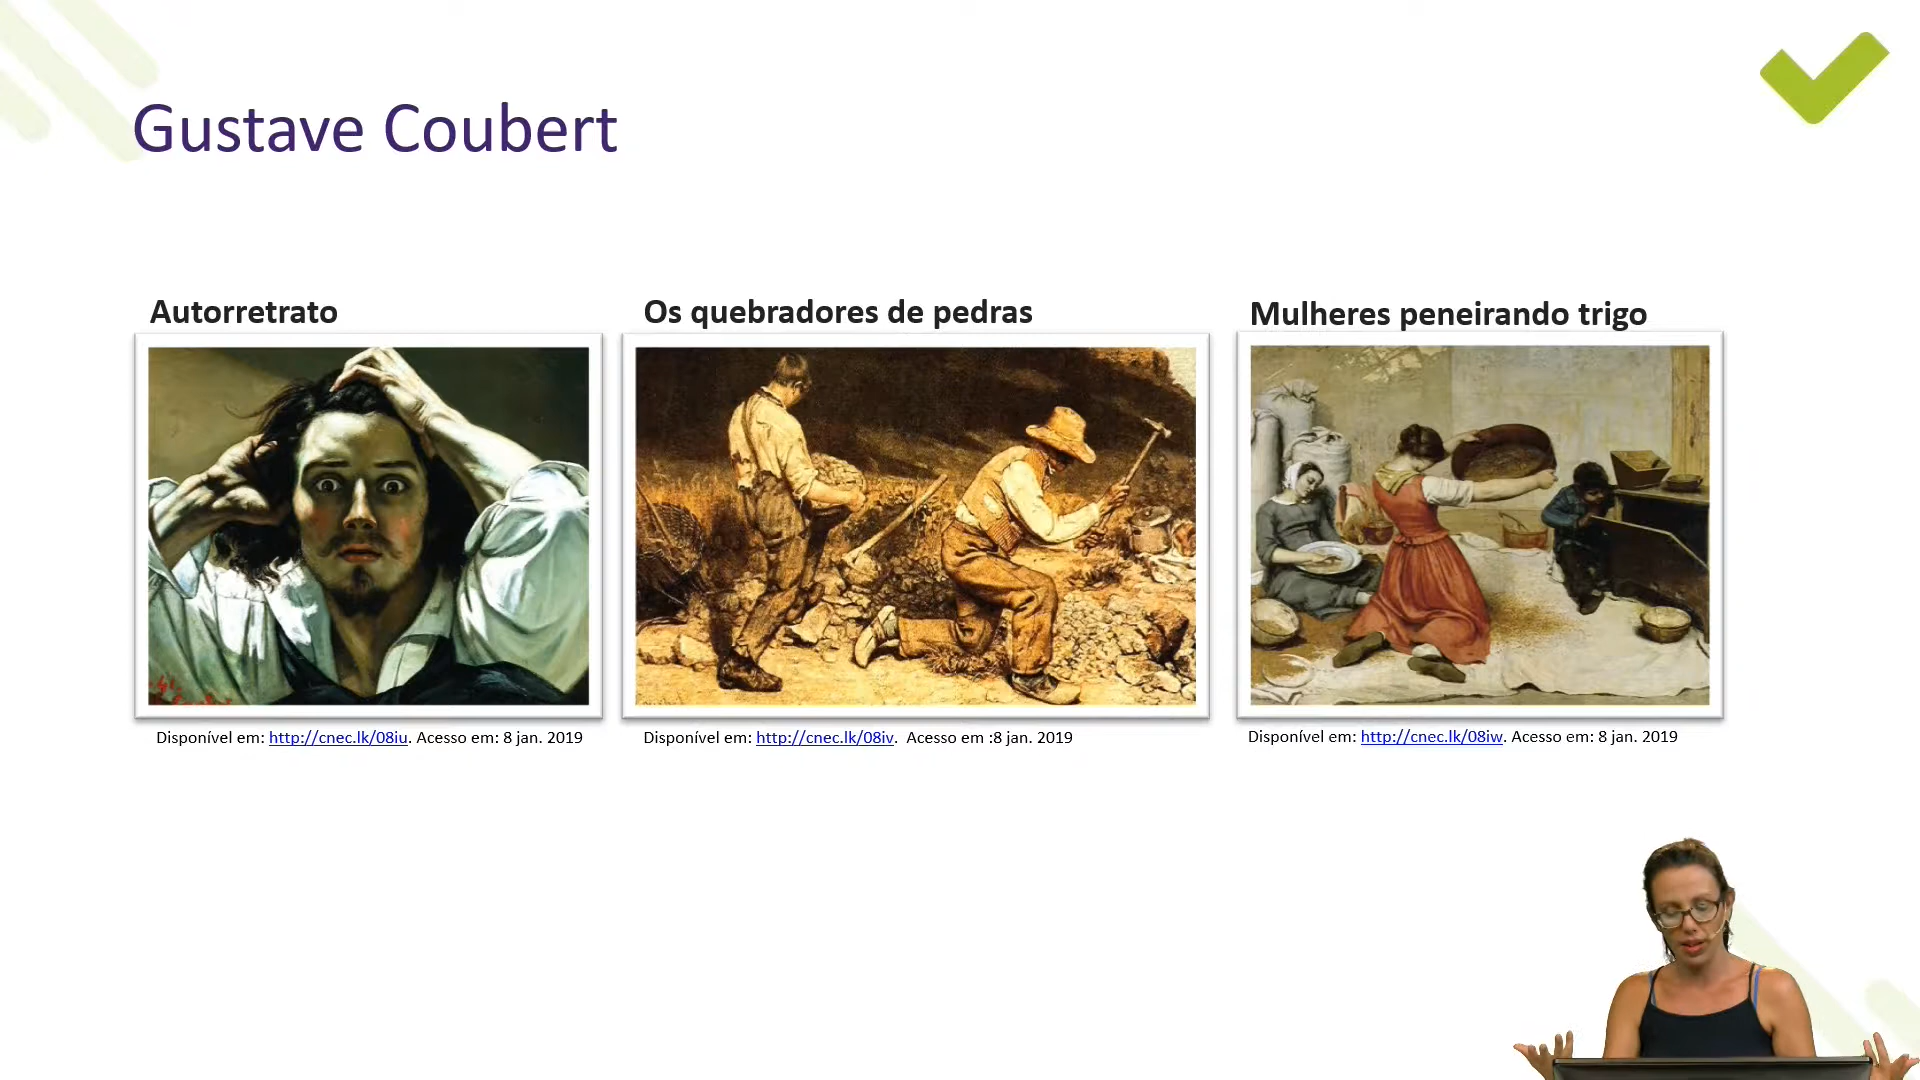 Gustave Coubert
Autorretrato
Os quebradores de pedras
Mulheres peneirando trigo
Disponível em: http://cnec.lk/08iu. Acesso em: 8 jan. 2019
Disponível em: http://cnec.lk/08iv.  Acesso em :8 jan. 2019
Disponível em: http://cnec.lk/08iw. Acesso em: 8 jan. 2019